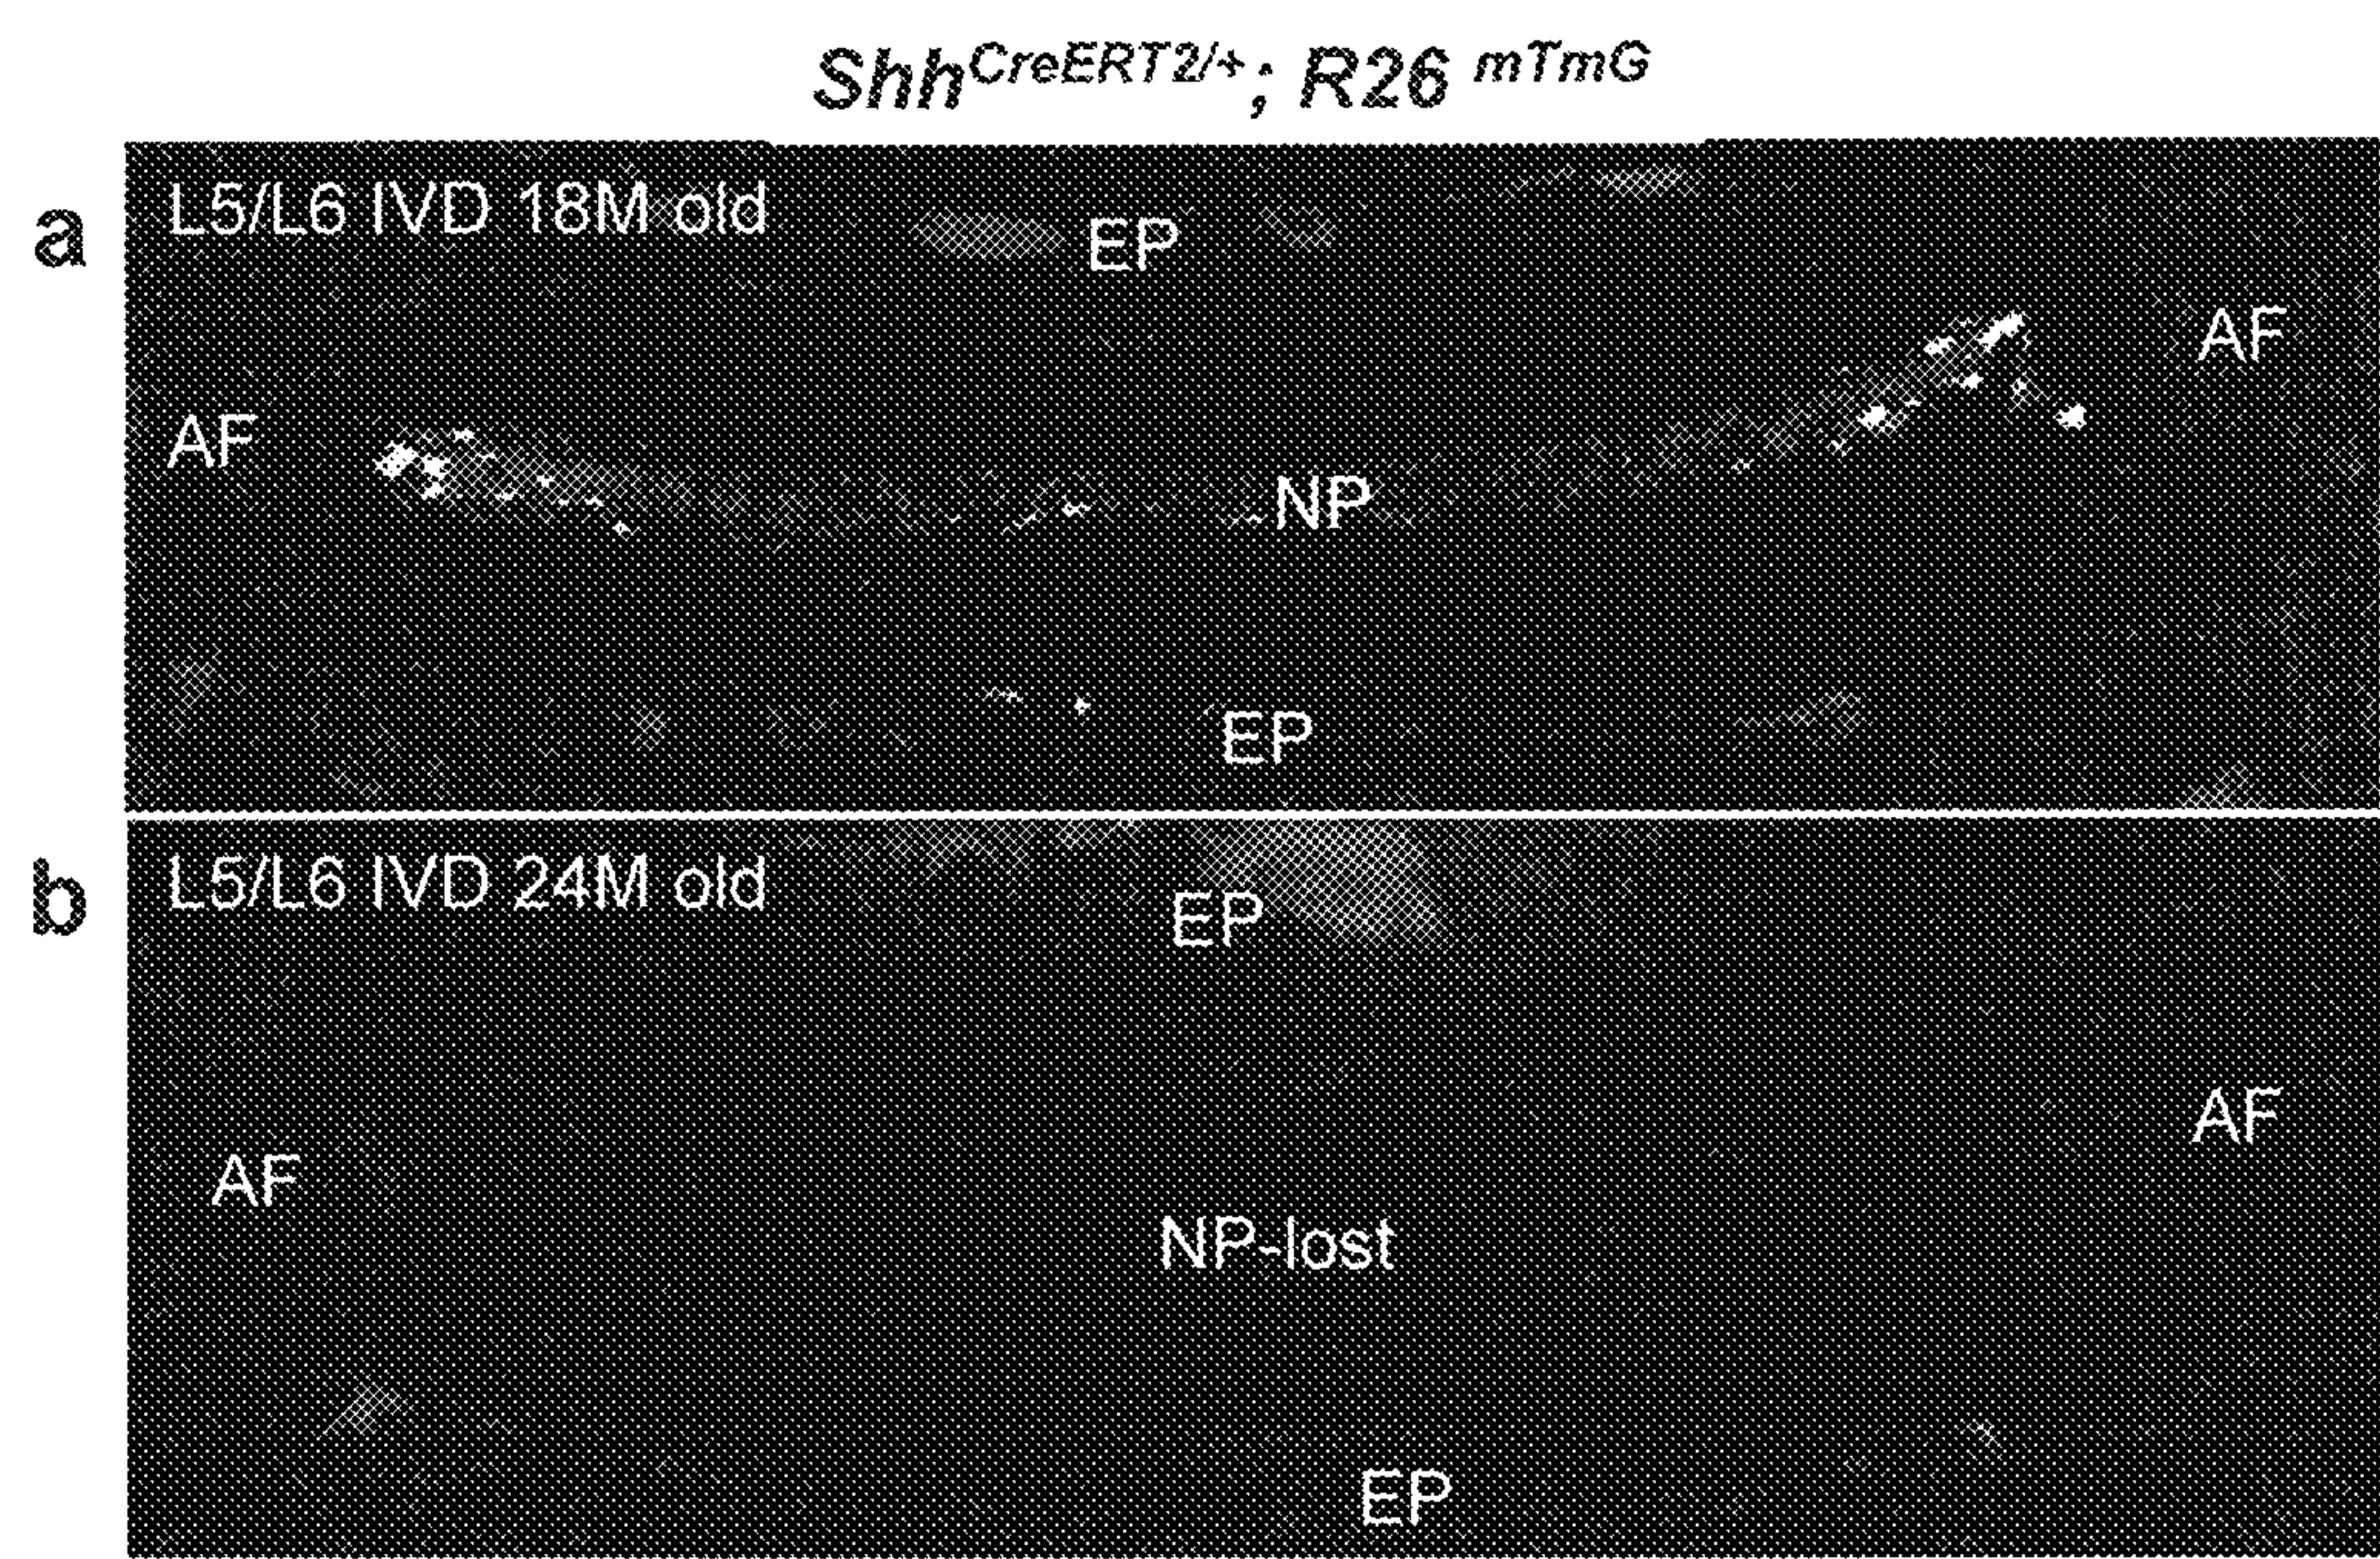 Shh^CreERT2/+; R26 ^mTmG
a
L5/L6 IVD 18M old
EP
AF
AF
NP
EP
b
L5/L6 IVD 24M old
EP
AF
AF
NP-lost
EP